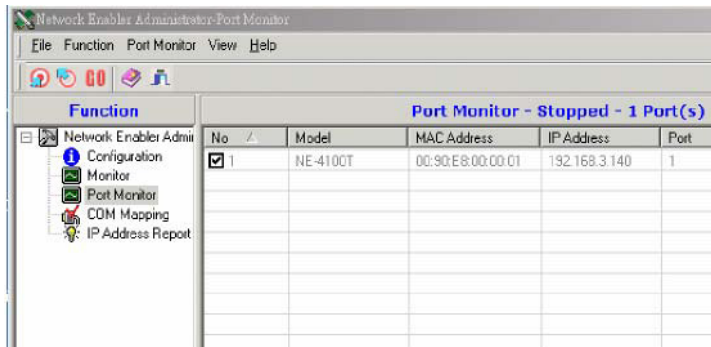 Network Enabler Administrator-Port Monitor
File Function Port Monitor View Help
GO
Function
Port Monitor - Stopped - 1 Port(s)
Network Enabler Admi
Configuration
Monitor
Port Monitor
COM Mapping
IP Address Report
No Model MAC Address IP Address Port
1 NE-4100T 00:90:E8:00:00:01 192.168.3.140 1